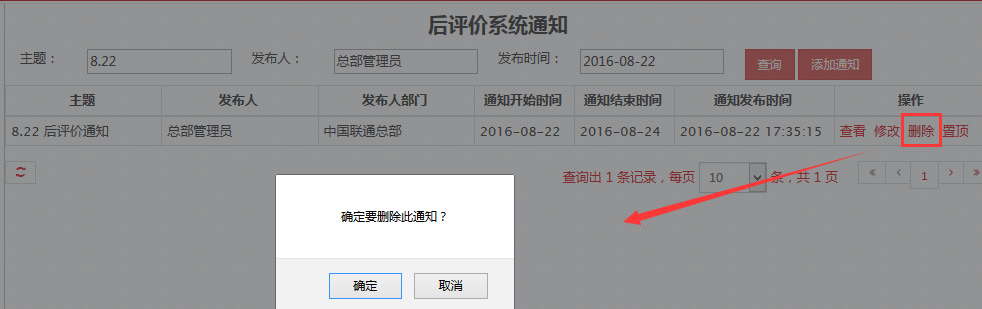 后评价系统通知
主题： 8.22 发布人： 总部管理员 发布时间： 2016-08-22 查询 添加通知
主题 发布人 发布人部门 通知开始时间 通知结束时间 通知发布时间 操作
8.22 后评价通知 总部管理员 中国联通总部 2016-08-22 2016-08-24 2016-08-22 17:35:15 查看 修改 删除 置顶
查询出 1 条记录，每页 10 条，共 1 页 « ‹ 1 › »
确定要删除此通知？
确定 取消